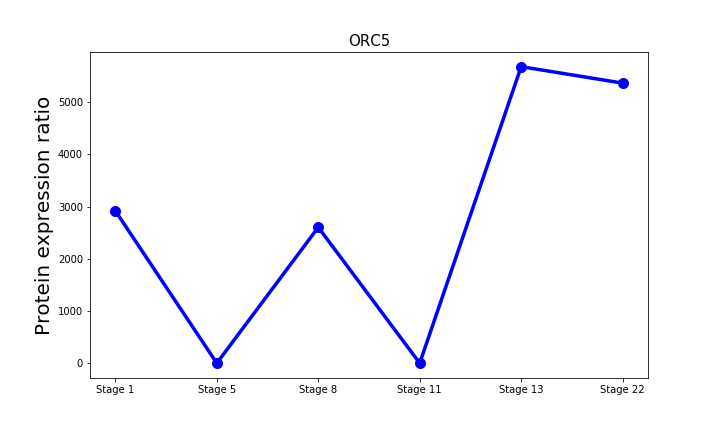 ORC5
Protein expression ratio
5000
4000
3000
2000
1000
0
Stage 1 Stage 5 Stage 8 Stage 11 Stage 13 Stage 22